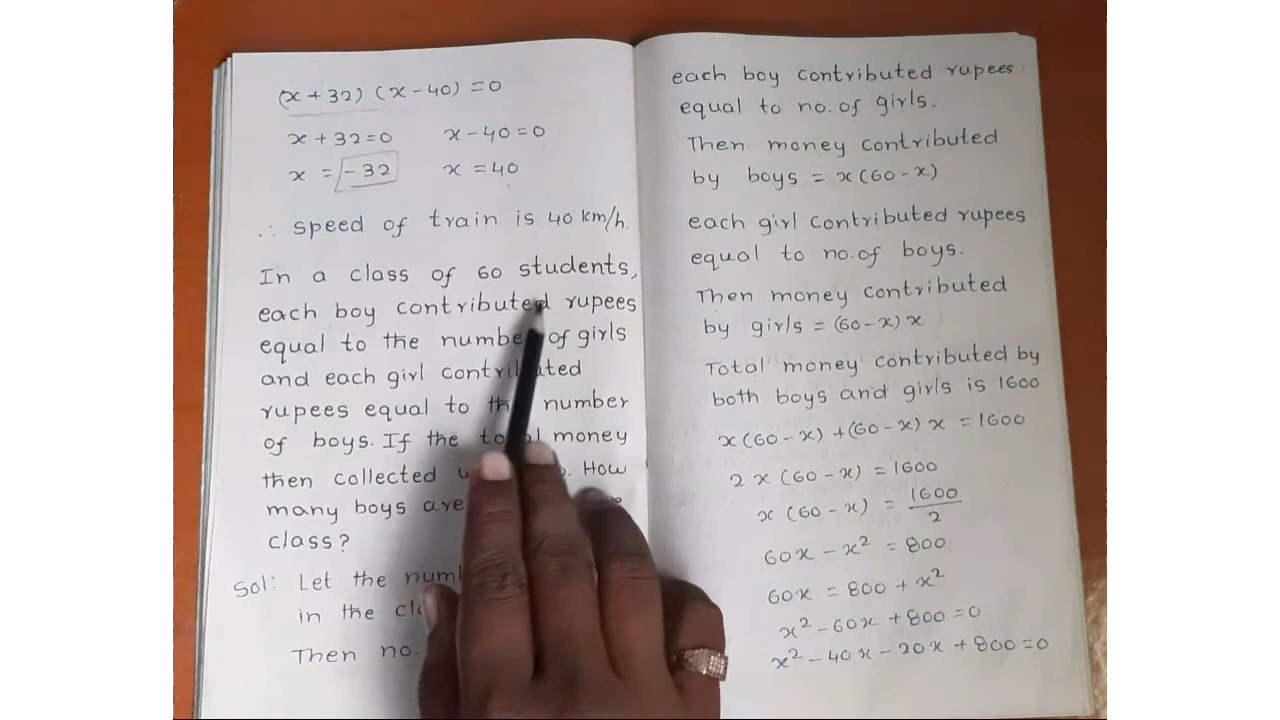 (x+32) (x-40) = 0
x+32=0 x-40=0
x = -32 x = 40
∴ speed of train is 40 km/h.
In a class of 60 students,
each boy contributed rupees
equal to the number of girls
and each girl contributed
rupees equal to the number
of boys. If the total money
then collected How
many boys are
class?
Sol: Let the
in the
Then no.
each boy contributed rupees
equal to no. of girls.
Then money contributed
by boys = x(60-x)
each girl contributed rupees
equal to no. of boys.
Then money contributed
by girls = (60-x) x
Total money contributed by
both boys and girls is 1600
x(60-x) + (60-x) x = 1600
2x(60-x) = 1600
x(60-x) = 1600/2
60x - x² = 800
60x = 800 + x²
x² - 60x + 800 = 0
x² - 40x - 20x + 800 = 0